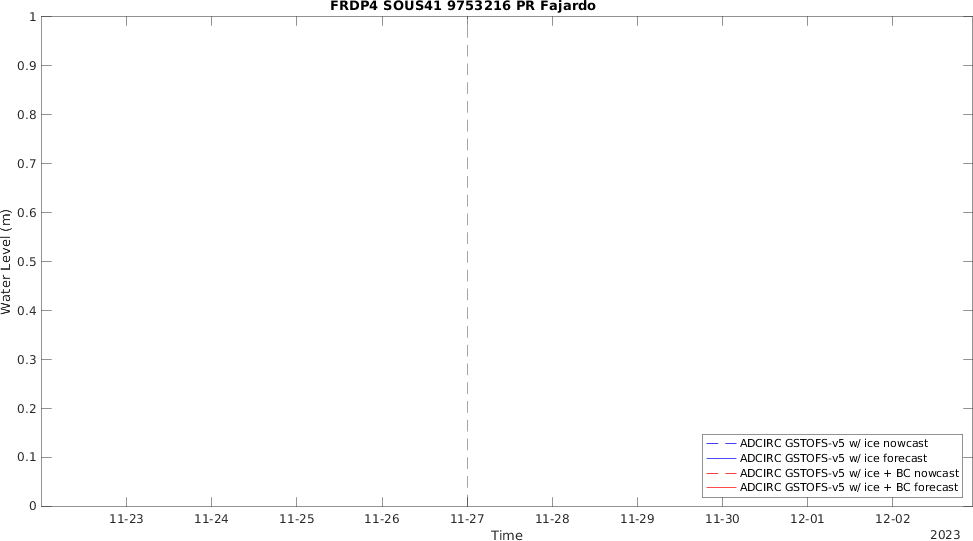 FRDP4 SOUS41 9753216 PR Fajardo
1
0.9
0.8
0.7
0.6
0.5
0.4
0.3
0.2
0.1
0
Water Level (m)
ADCIRC GSTOFS-v5 w/ ice nowcast
ADCIRC GSTOFS-v5 w/ ice forecast
ADCIRC GSTOFS-v5 w/ ice + BC nowcast
ADCIRC GSTOFS-v5 w/ ice + BC forecast
11-23 11-24 11-25 11-26 11-27 11-28 11-29 11-30 12-01 12-02
Time
2023